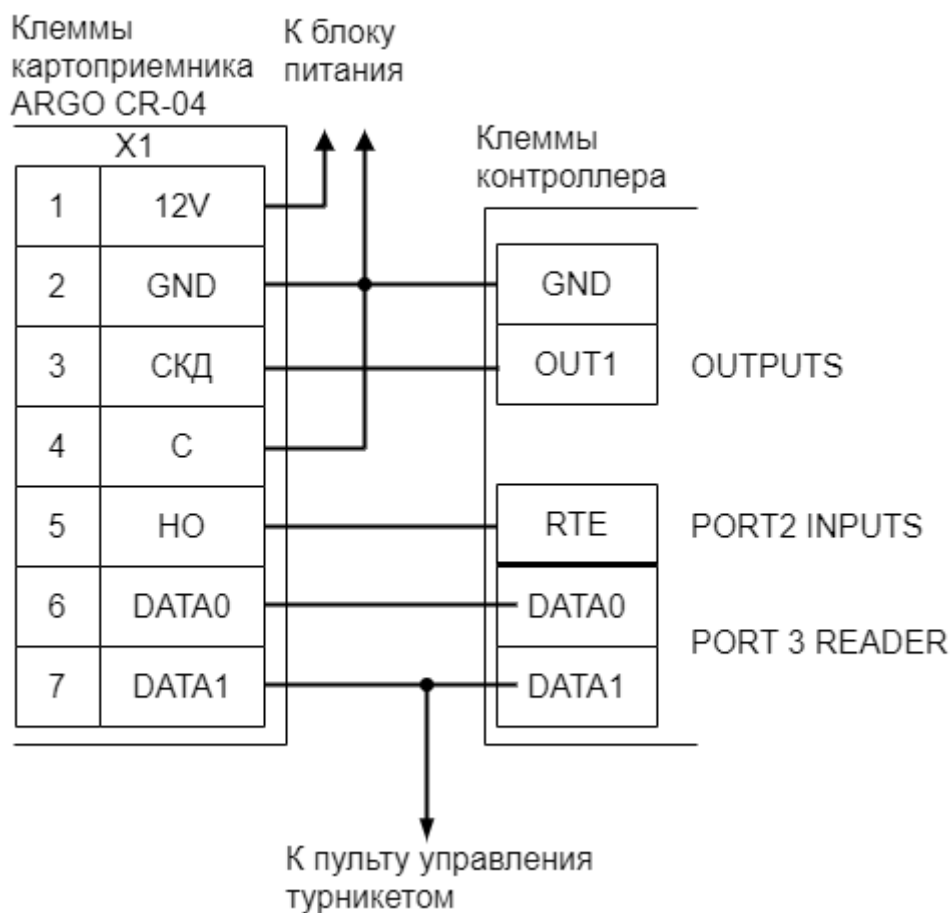 Клеммы
картоприемника
ARGO CR-04
К блоку
питания
Клеммы
контроллера
X1
1 12V
2 GND
3 СКД
4 С
5 НО
6 DATA0
7 DATA1
GND
OUT1 OUTPUTS
RTE PORT2 INPUTS
DATA0
PORT 3 READER
DATA1
К пульту управления
турникетом